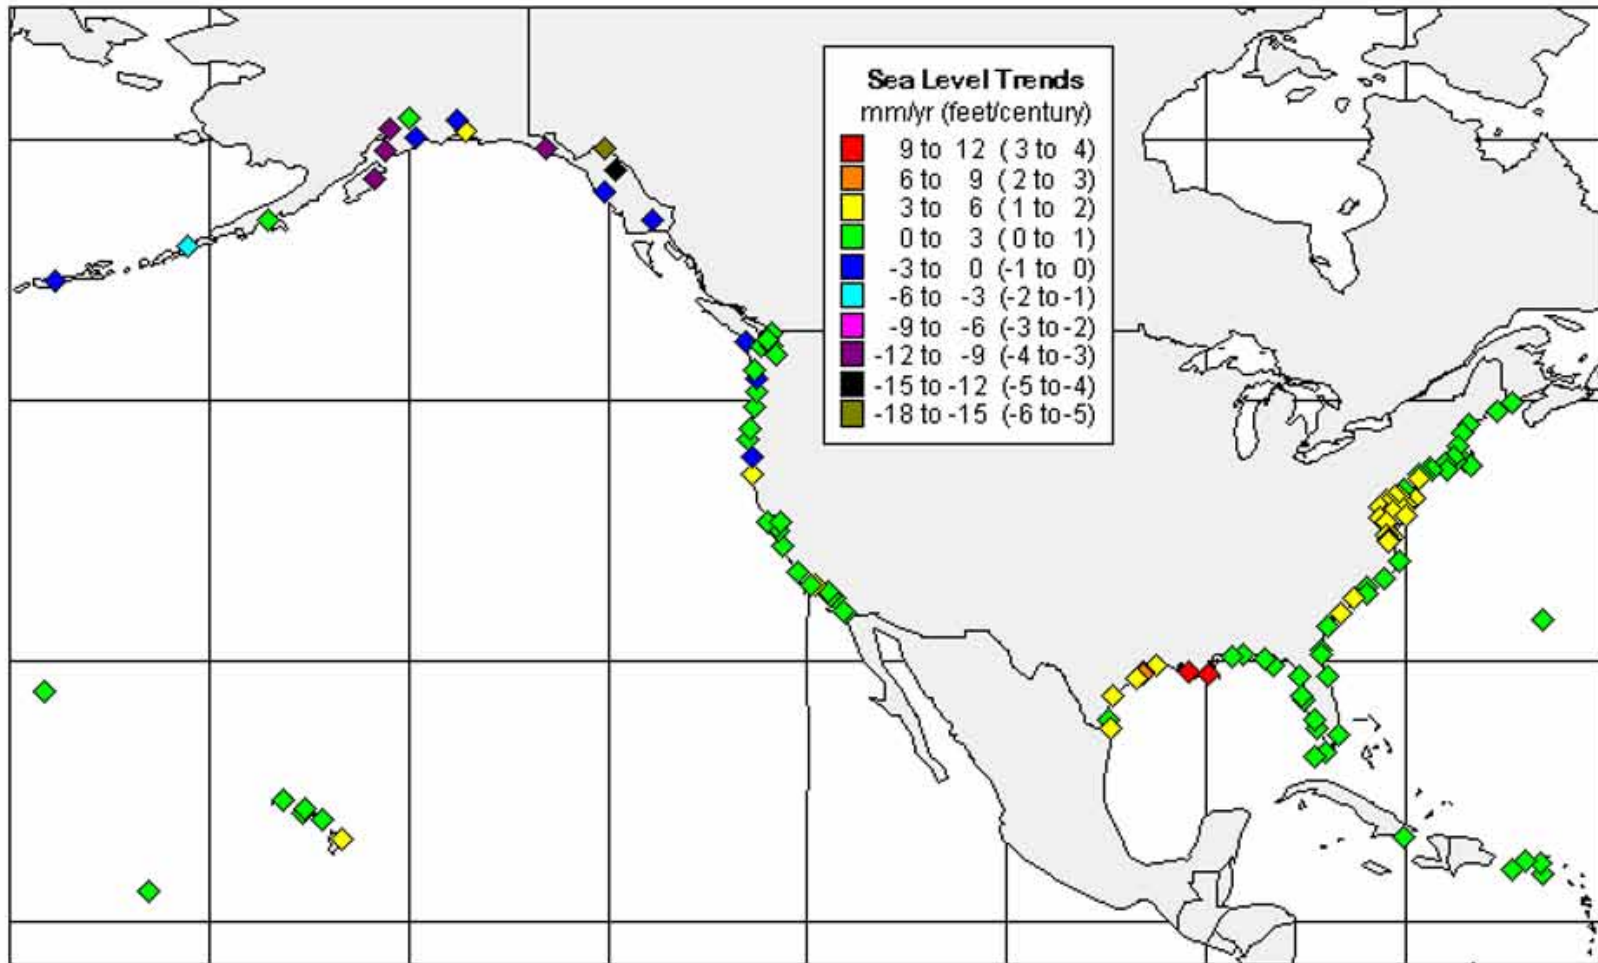 Sea Level Trends
mm/yr (feet/century)
9 to 12 ( 3 to 4)
6 to 9 ( 2 to 3)
3 to 6 ( 1 to 2)
0 to 3 ( 0 to 1)
-3 to 0 (-1 to 0)
-6 to -3 (-2 to -1)
-9 to -6 (-3 to -2)
-12 to -9 (-4 to -3)
-15 to -12 (-5 to -4)
-18 to -15 (-6 to -5)